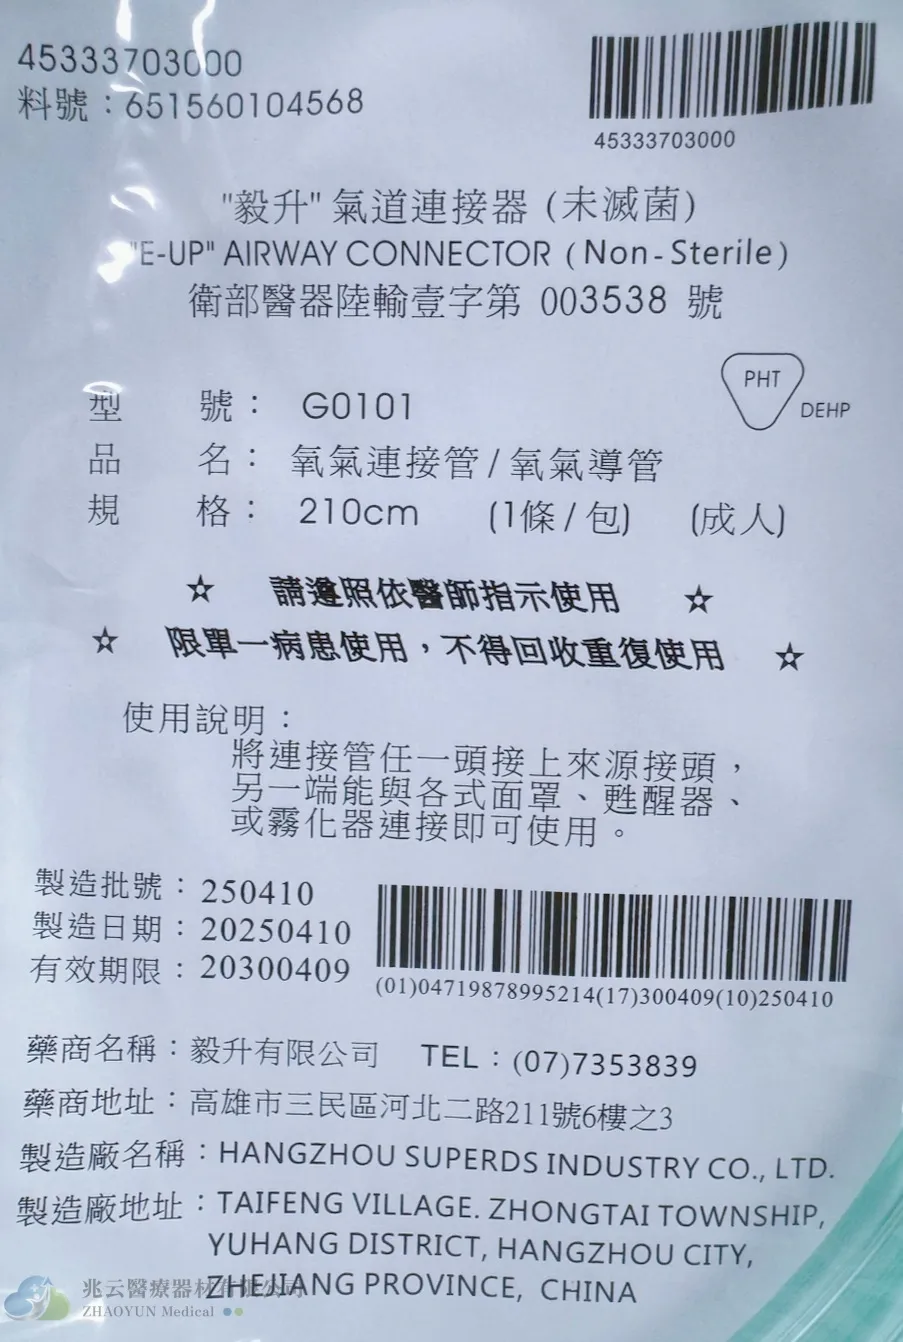 45333703000
料號：651560104568
45333703000
"毅升" 氣道連接器 (未滅菌)
"E-UP" AIRWAY CONNECTOR (Non-Sterile)
衛部醫器陸輸壹字第 003538 號
PHT
DEHP
型 號： G0101
品 名： 氧氣連接管/氧氣導管
規 格： 210cm (1條/包) (成人)
☆ 請遵照依醫師指示使用 ☆
☆ 限單一病患使用，不得回收重復使用 ☆
使用說明：
將連接管任一頭接上來源接頭，
另一端能與各式面罩、甦醒器、
或霧化器連接即可使用。
製造批號：250410
製造日期：20250410
有效期限：20300409
(01)04719878995214(17)300409(10)250410
藥商名稱：毅升有限公司 TEL：(07)7353839
藥商地址：高雄市三民區河北二路211號6樓之3
製造廠名稱：HANGZHOU SUPERDS INDUSTRY CO., LTD.
製造廠地址：TAIFENG VILLAGE. ZHONGTAI TOWNSHIP,
YUHANG DISTRICT, HANGZHOU CITY,
ZHEJIANG PROVINCE, CHINA
兆云醫療器材有限公司
ZHAOYUN Medical